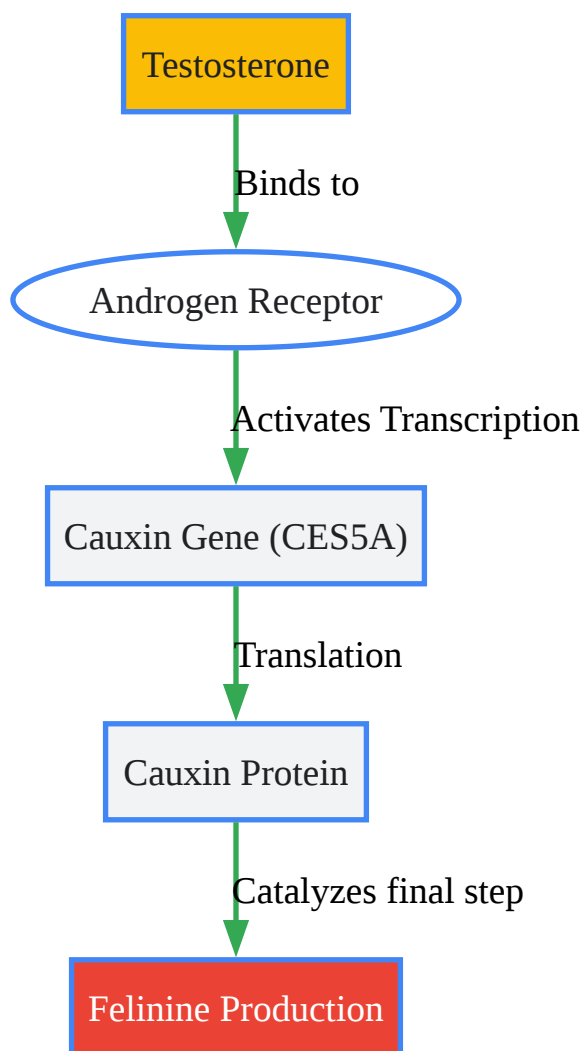 Testosterone
Binds to
Androgen Receptor
Activates Transcription
Cauxin Gene (CES5A)
Translation
Cauxin Protein
Catalyzes final step
Felinine Production